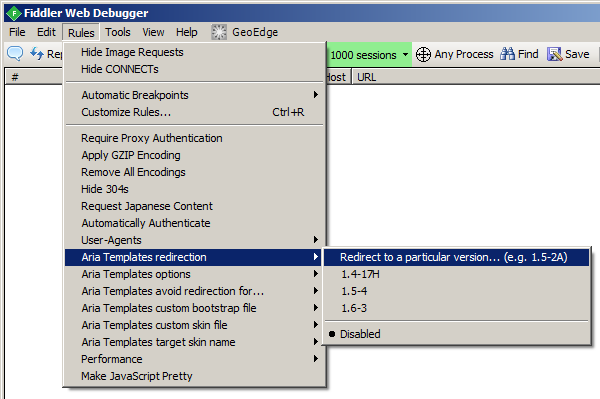 Fiddler Web Debugger
File Edit Rules Tools View Help GeoEdge
Rep 1000 sessions Any Process Find Save
# Host URL
Hide Image Requests
Hide CONNECTs
Automatic Breakpoints
Customize Rules... Ctrl+R
Require Proxy Authentication
Apply GZIP Encoding
Remove All Encodings
Hide 304s
Request Japanese Content
Automatically Authenticate
User-Agents
Aria Templates redirection
Aria Templates options
Aria Templates avoid redirection for...
Aria Templates custom bootstrap file
Aria Templates custom skin file
Aria Templates target skin name
Performance
Make JavaScript Pretty
Redirect to a particular version... (e.g. 1.5-2A)
1.4-17H
1.5-4
1.6-3
Disabled